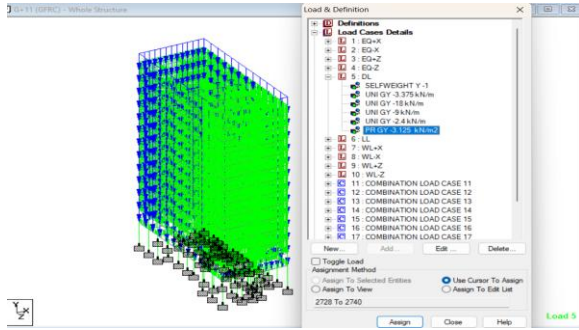 G+11 (GFRC) - Whole Structure
Load & Definition
Definitions
Load Cases Details
1 : EQ+X
2 : EQ-X
3 : EQ+Z
4 : EQ-Z
5 : DL
SELFWEIGHT Y -1
UNI GY -3.375 kN/m
UNI GY -18 kN/m
UNI GY -9 kN/m
UNI GY -2.4 kN/m
PR GY -3.125 kN/m2
6 : LL
7 : WL+X
8 : WL-X
9 : WL+Z
10 : WL-Z
11 : COMBINATION LOAD CASE 11
12 : COMBINATION LOAD CASE 12
13 : COMBINATION LOAD CASE 13
14 : COMBINATION LOAD CASE 14
15 : COMBINATION LOAD CASE 15
16 : COMBINATION LOAD CASE 16
17 : COMBINATION LOAD CASE 17
New... Add... Edit... Delete...
Toggle Load
Assignment Method
Assign To Selected Entities Use Cursor To Assign
Assign To View Assign To Edit List
2728 To 2740
Assign Close Help
Y
X
Z
Load 5